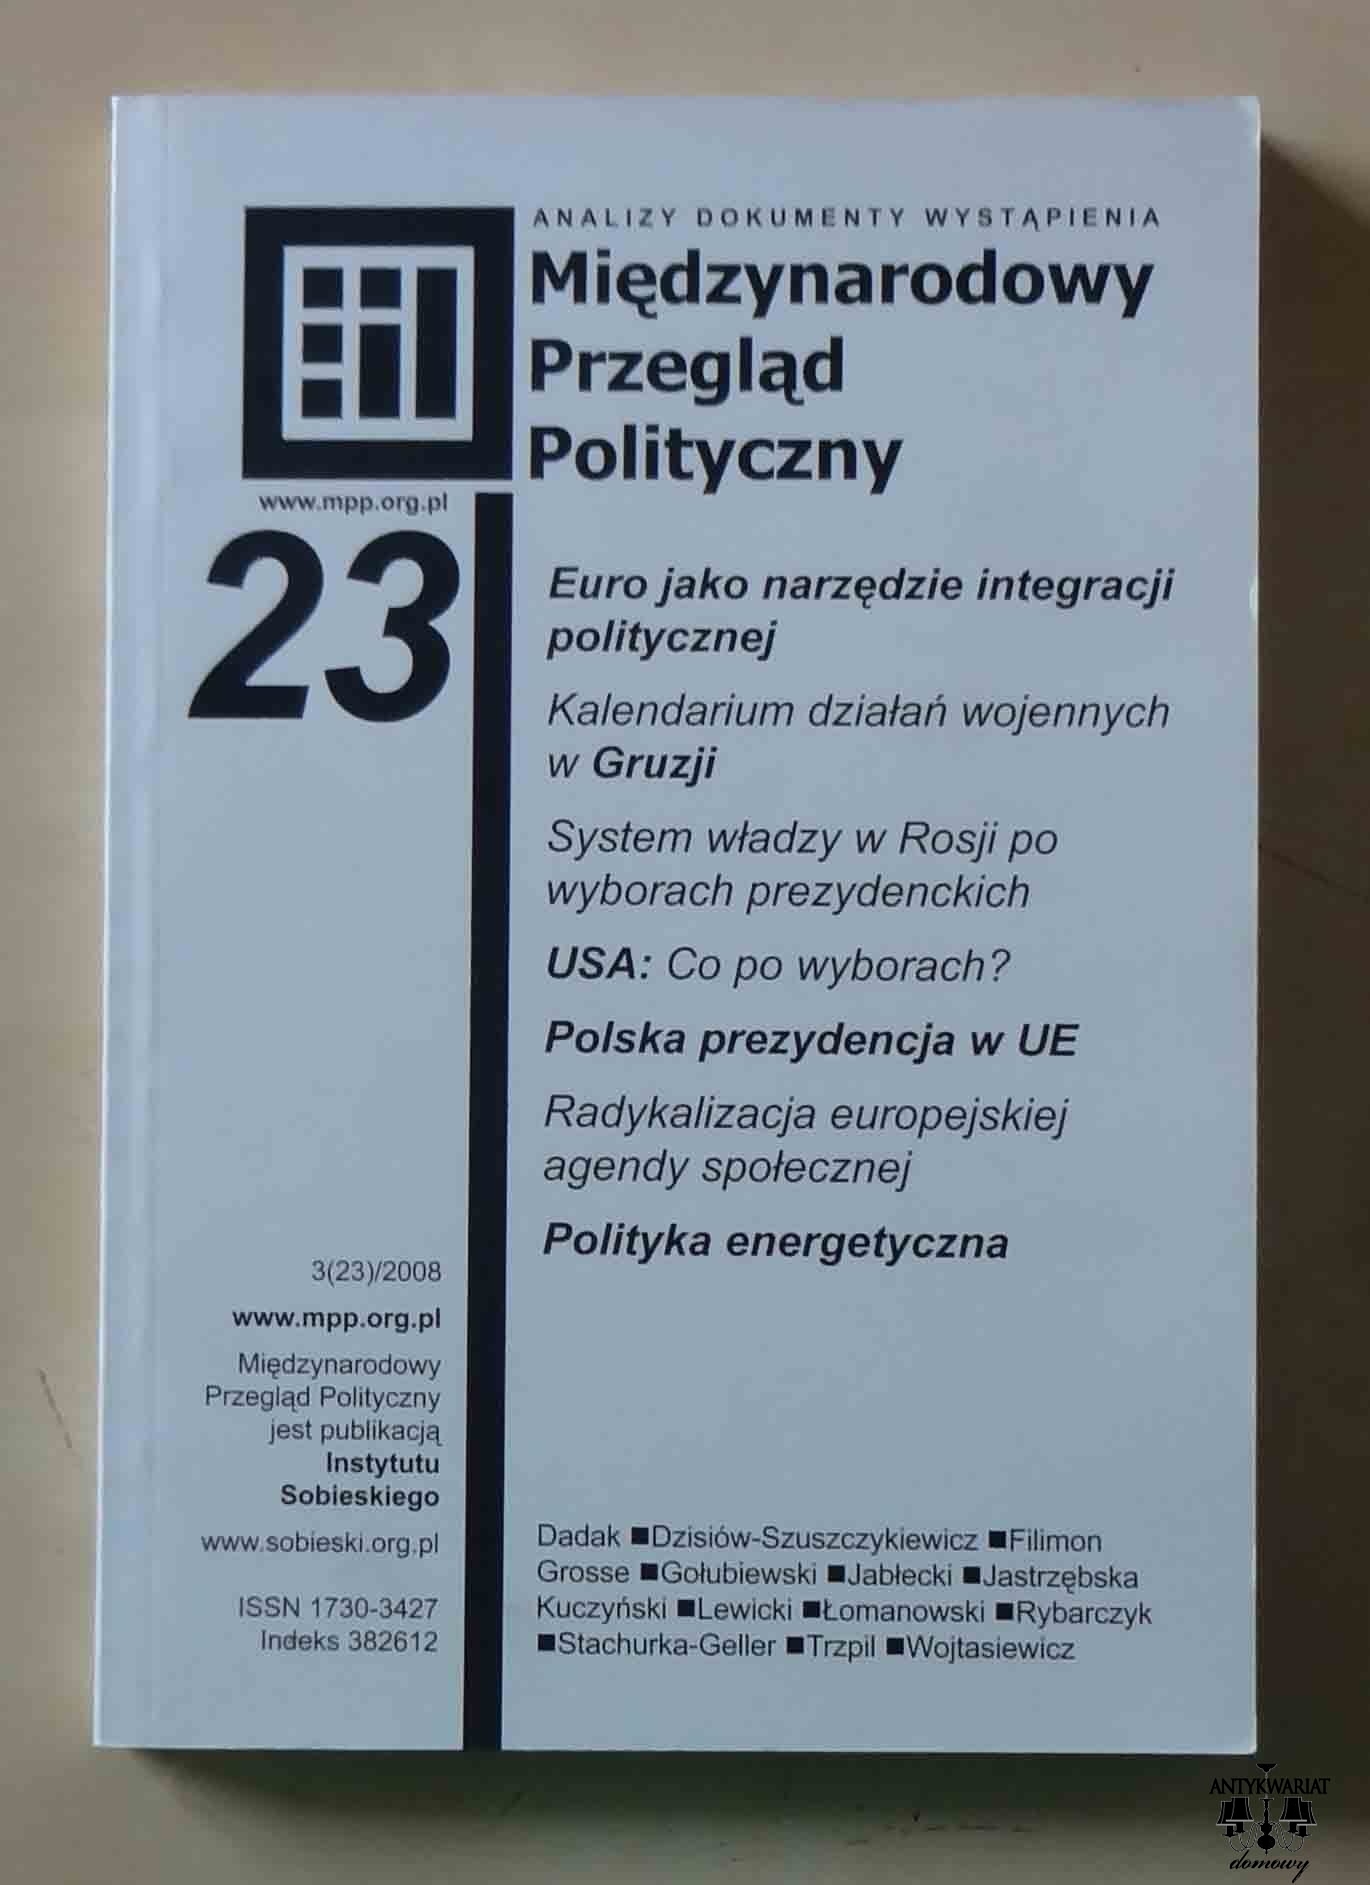 ANALIZY DOKUMENTY WYSTĄPIENIA
Międzynarodowy
Przegląd
Polityczny
www.mpp.org.pl
23
Euro jako narzędzie integracji
politycznej
Kalendarium działań wojennych
w Gruzji
System władzy w Rosji po
wyborach prezydenckich
USA: Co po wyborach?
Polska prezydencja w UE
Radykalizacja europejskiej
agendy społecznej
Polityka energetyczna
3(23)/2008
www.mpp.org.pl
Międzynarodowy
Przegląd Polityczny
jest publikacją
Instytutu
Sobieskiego
www.sobieski.org.pl
ISSN 1730-3427
Indeks 382612
Dadak ■Dzisiów-Szuszczykiewicz ■Filimon
Grosse ■Gołubiewski ■Jabłecki ■Jastrzębska
Kuczyński ■Lewicki ■Łomanowski ■Rybarczyk
■Stachurka-Geller ■Trzpil ■Wojtasiewicz
ANTYKWARIAT
domowy